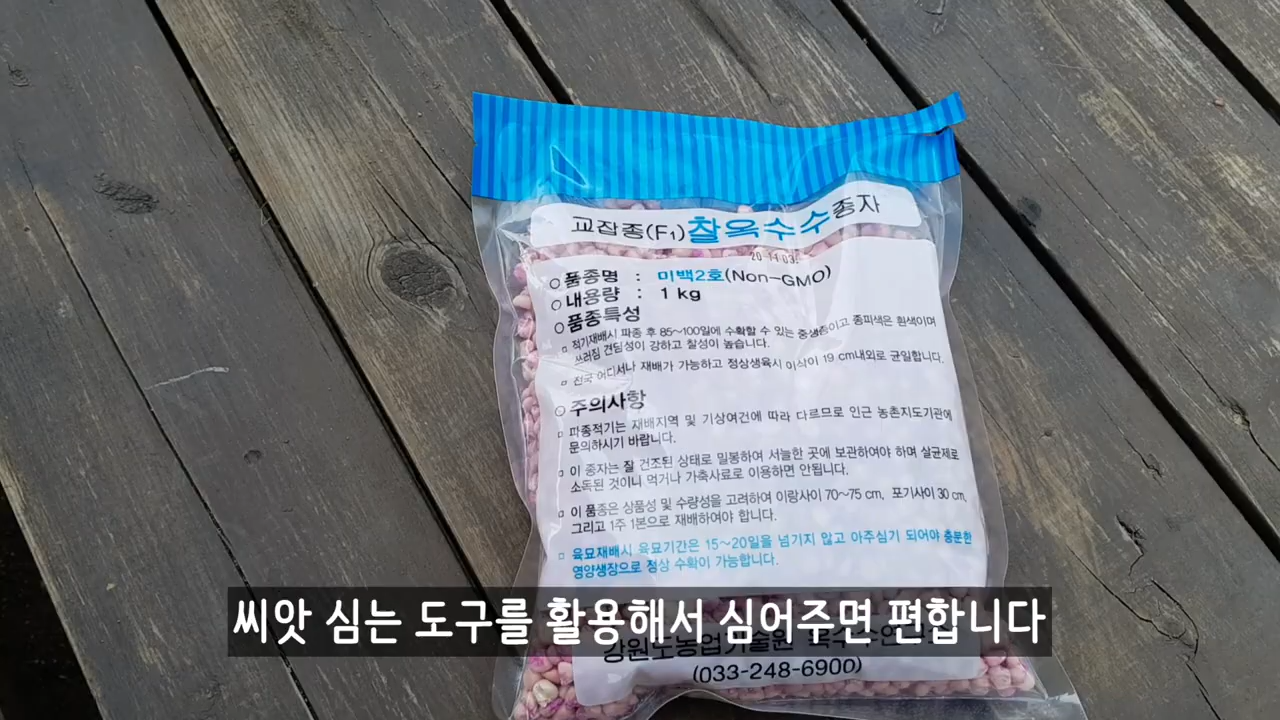 교잡종(F₁)찰옥수수종자
○품종명 : 미백2호(Non-GMO)
○내용량 : 1 kg
○품종특성
□ 적기재배시 파종 후 85~100일에 수확할 수 있는 중생종이고 종피색은 흰색이며
쓰러짐 견딤성이 강하고 찰성이 높습니다.
□ 전국 어디서나 재배가 가능하고 정상생육시 이삭이 19 cm내외로 균일합니다.
○주의사항
□ 파종적기는 재배지역 및 기상여건에 따라 다르므로 인근 농촌지도기관에
문의하시기 바랍니다.
□ 이 종자는 잘 건조된 상태로 밀봉하여 서늘한 곳에 보관하여야 하며 살균제로
소독된 것이니 먹거나 가축사료로 이용하면 안됩니다.
□ 이 품종은 상품성 및 수량성을 고려하여 이랑사이 70~75 cm, 포기사이 30 cm,
그리고 1주 1본으로 재배하여야 합니다.
□ 육묘재배시 육묘기간은 15~20일을 넘기지 않고 아주심기 되어야 충분한
영양생장으로 정상 수확이 가능합니다.
씨앗 심는 도구를 활용해서 심어주면 편합니다
강원도농업기술원
(033-248-6900)